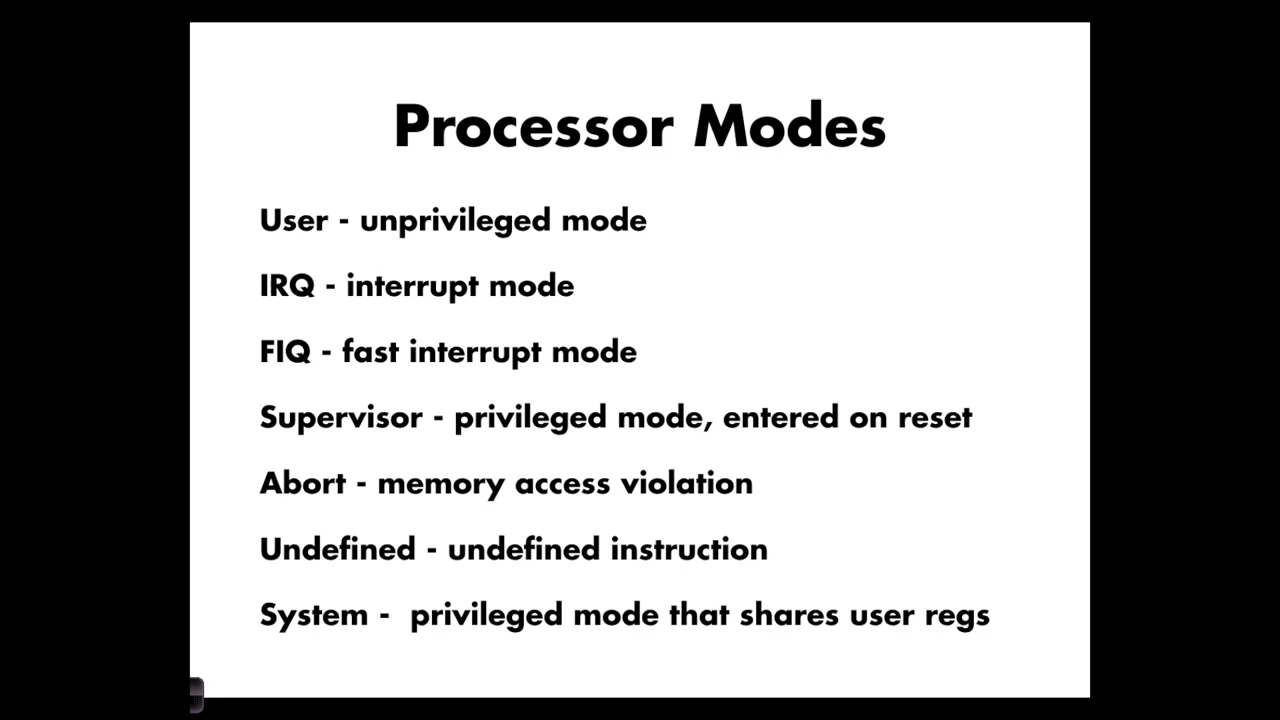 Processor Modes
User - unprivileged mode
IRQ - interrupt mode
FIQ - fast interrupt mode
Supervisor - privileged mode, entered on reset
Abort - memory access violation
Undefined - undefined instruction
System -  privileged mode that shares user regs